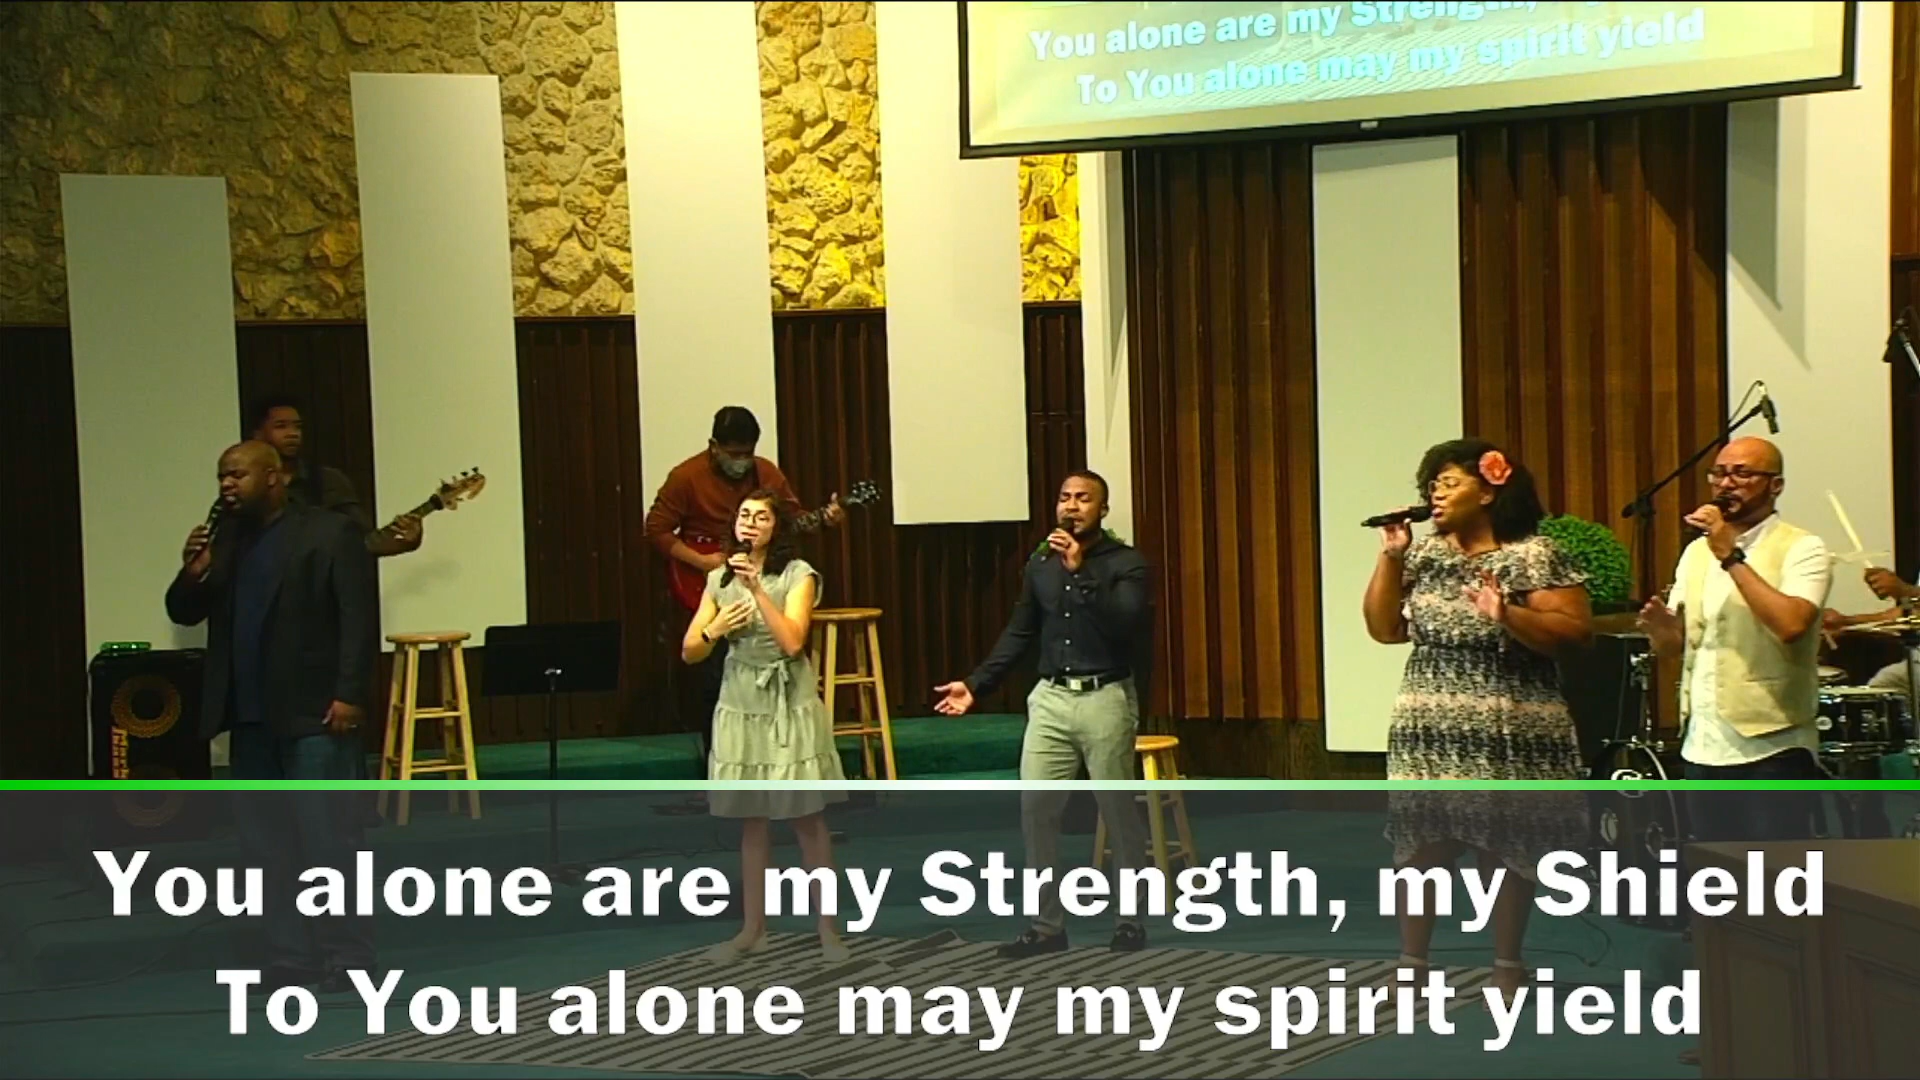 You alone are my Strength,
To You alone may my spirit yield
You alone are my Strength, my Shield
To You alone may my spirit yield